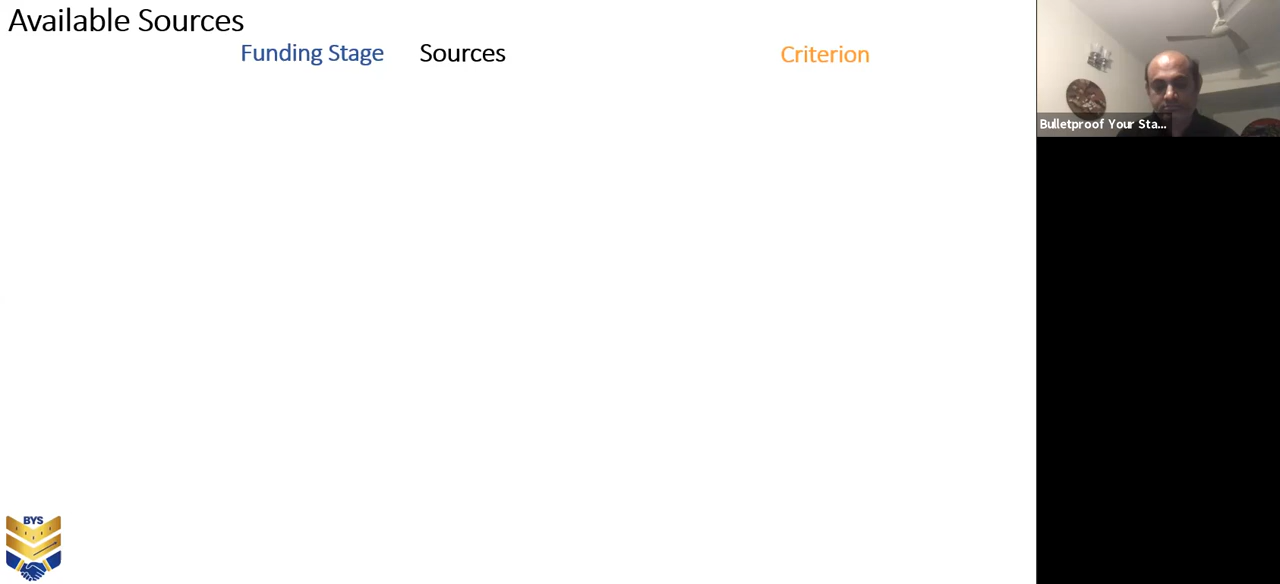 Available Sources
Funding Stage Sources Criterion
Bulletproof Your Sta...
BYS